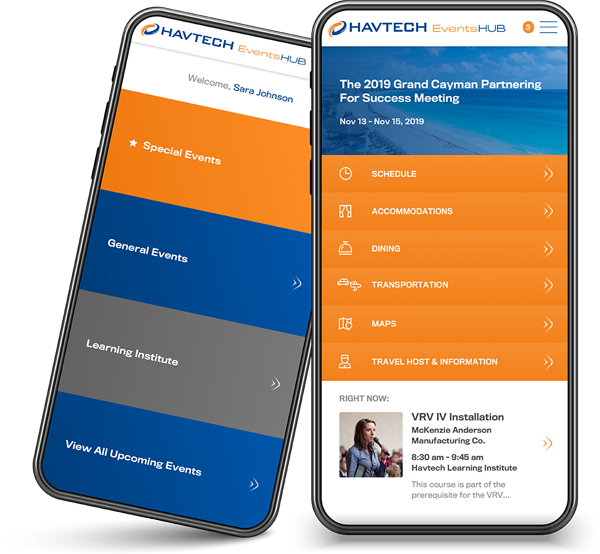 HAVTECH EventsHUB
Welcome, Sara Johnson
Special Events
General Events
Learning Institute
View All Upcoming Events
HAVTECH EventsHUB 3
The 2019 Grand Cayman Partnering
For Success Meeting
Nov 13 - Nov 15, 2019
SCHEDULE
ACCOMMODATIONS
DINING
TRANSPORTATION
MAPS
TRAVEL HOST & INFORMATION
RIGHT NOW:
VRV IV Installation
McKenzie Anderson
Manufacturing Co.
8:30 am - 9:45 am
Havtech Learning Institute
This course is part of the
prerequisite for the VRV...